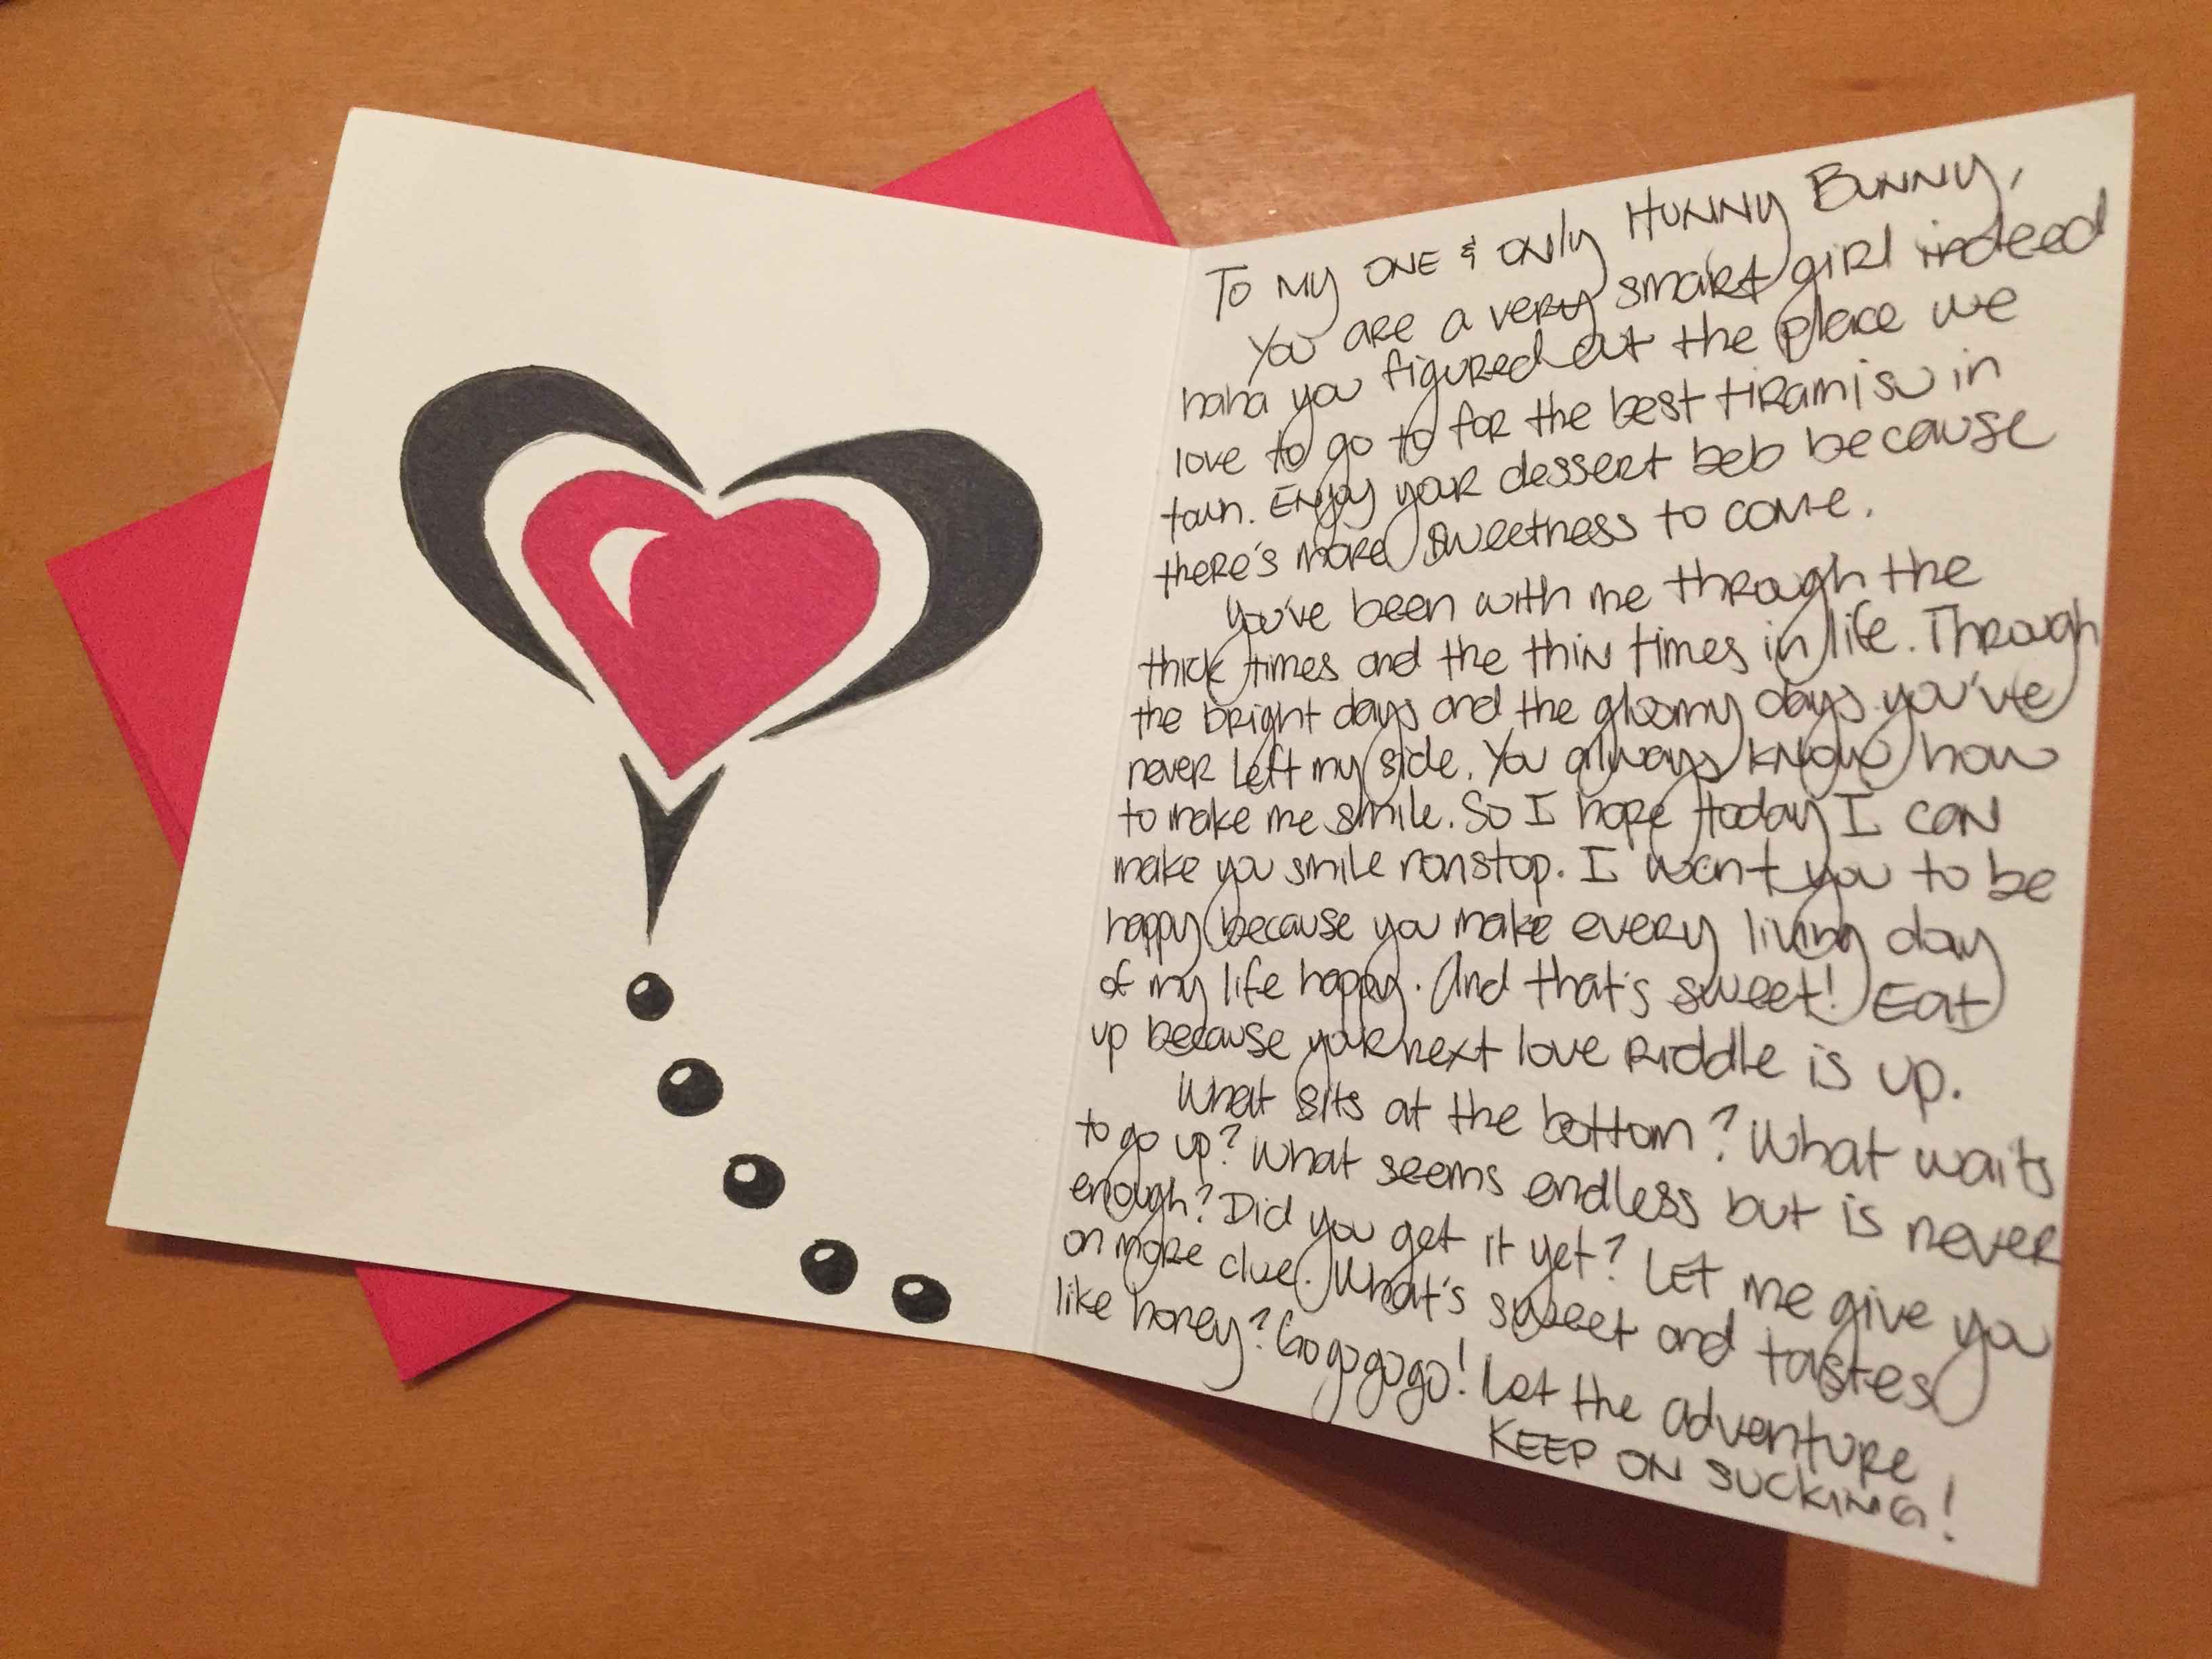 To my one & only Hunny Bunny,
You are a very smart girl indeed
haha you figured out the place we
love to go to for the best tiramisu in
town. Enjoy your dessert beb because
there's more sweetness to come.
You've been with me through the
thick times and the thin times in life. Through
the bright days and the gloomy days you've
never left my side. You always know how
to make me smile. So I hope today I can
make you smile nonstop. I want you to be
happy because you make every living day
of my life happy. And that's sweet! Eat
up because your next love riddle is up.
What sits at the bottom? What waits
to go up? What seems endless but is never
enough? Did you get it yet? Let me give you
on more clue. What's sweet and tastes
like honey? Go go go go! Let the adventure
KEEP ON SUCKING!